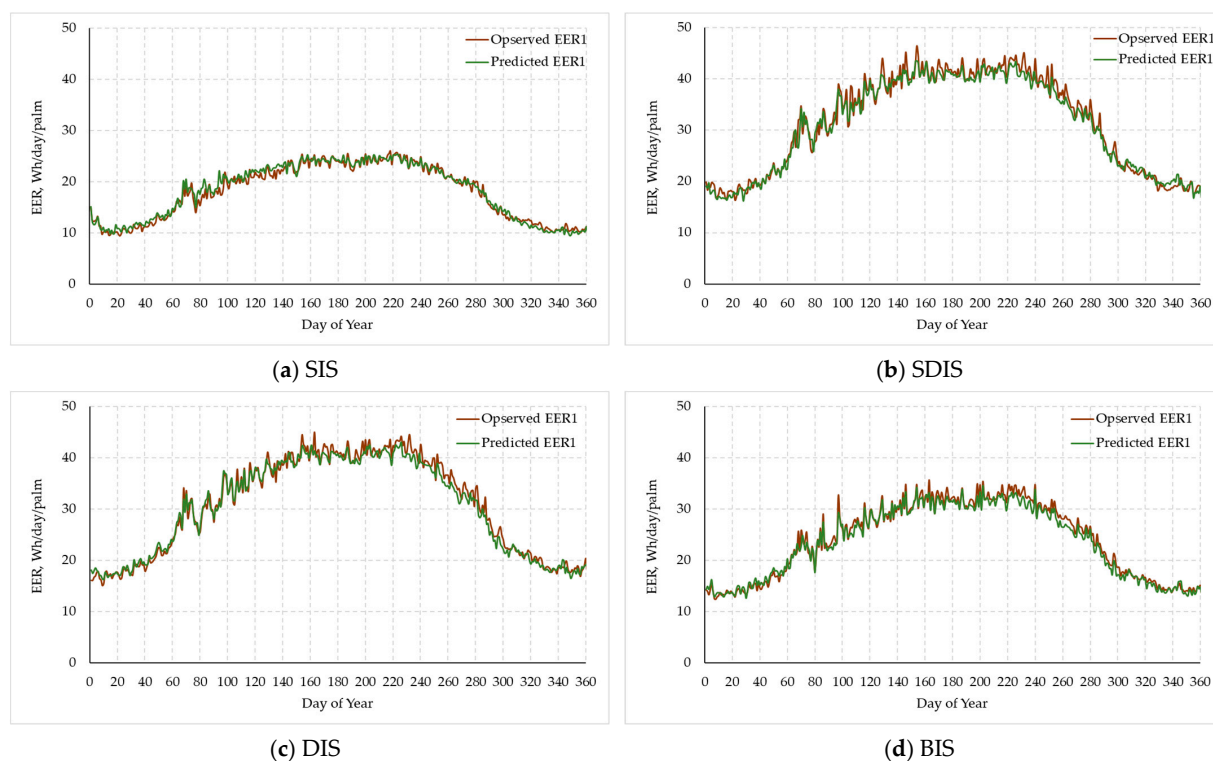 50
40
30
20
10
0
EER, Wh/day/palm
Opserved EER1
Predicted EER1
0 20 40 60 80 100 120 140 160 180 200 220 240 260 280 300 320 340 360
Day of Year
(a) SIS
50
40
30
20
10
0
EER, Wh/day/palm
Opserved EER1
Predicted EER1
0 20 40 60 80 100 120 140 160 180 200 220 240 260 280 300 320 340 360
Day of Year
(b) SDIS
50
40
30
20
10
0
EER, Wh/day/palm
Opserved EER1
Predicted EER1
0 20 40 60 80 100 120 140 160 180 200 220 240 260 280 300 320 340 360
Day of Year
(c) DIS
50
40
30
20
10
0
EER, Wh/day/palm
Opserved EER1
Predicted EER1
0 20 40 60 80 100 120 140 160 180 200 220 240 260 280 300 320 340 360
Day of Year
(d) BIS